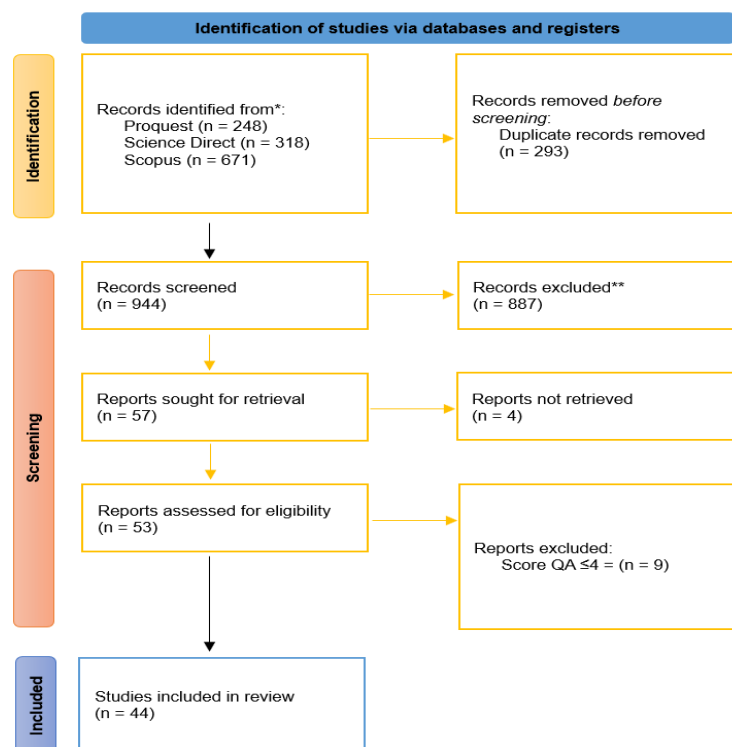 Identification of studies via databases and registers
Identification
Records identified from*:
Proquest (n = 248)
Science Direct (n = 318)
Scopus (n = 671)
Records removed before
screening:
Duplicate records removed
(n = 293)
Screening
Records screened
(n = 944)
Records excluded**
(n = 887)
Reports sought for retrieval
(n = 57)
Reports not retrieved
(n = 4)
Reports assessed for eligibility
(n = 53)
Reports excluded:
Score QA ≤4 = (n = 9)
Included
Studies included in review
(n = 44)